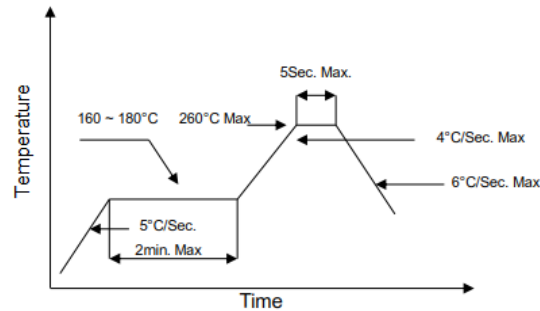 5Sec. Max.
160 ~ 180°C
260°C Max
4°C/Sec. Max
6°C/Sec. Max
5°C/Sec.
2min. Max
Temperature
Time